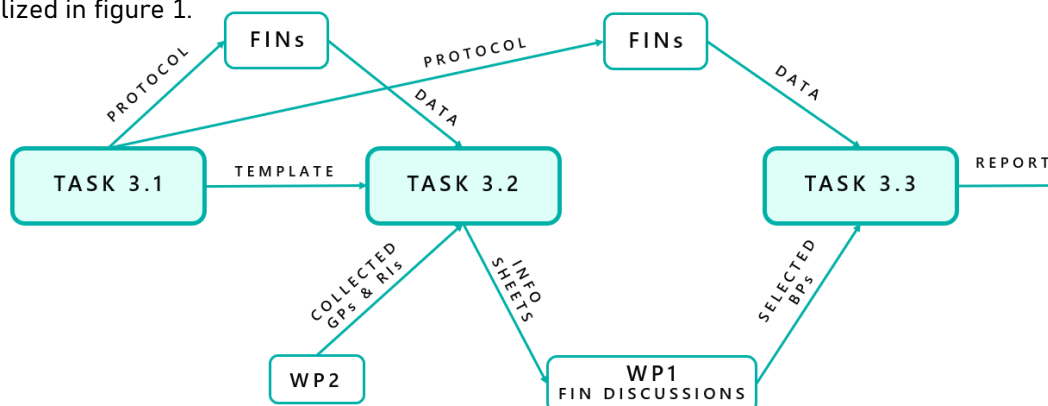 lized in figure 1.
FINs
FINs
PROTOCOL
PROTOCOL
DATA
DATA
TASK 3.1
TEMPLATE
TASK 3.2
TASK 3.3
REPORT
COLLECTED
GPs & RIs
INFO
SHEETS
SELECTED
BPs
WP2
WP1
FIN DISCUSSIONS